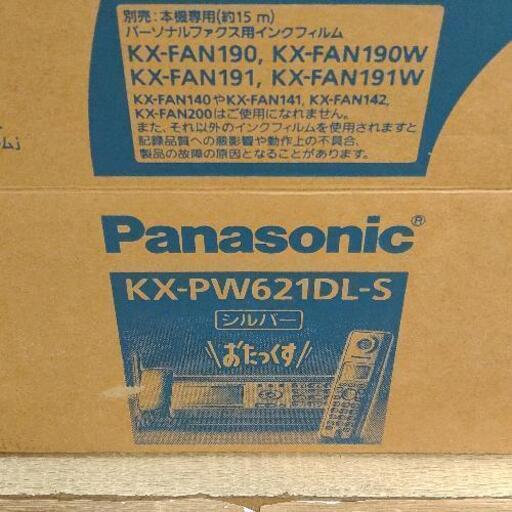 別売：本機専用(約15 m)
パーソナルファクス用インクフィルム
KX-FAN190, KX-FAN190W
KX-FAN191, KX-FAN191W
KX-FAN140やKX-FAN141, KX-FAN142,
KX-FAN200はご使用になれません。
また、それ以外のインクフィルムを使用されますと
記録品質への悪影響や動作上の不具合、
製品の故障の原因となることがあります。
ム」
Panasonic®
KX-PW621DL-S
シルバー
おたっくす